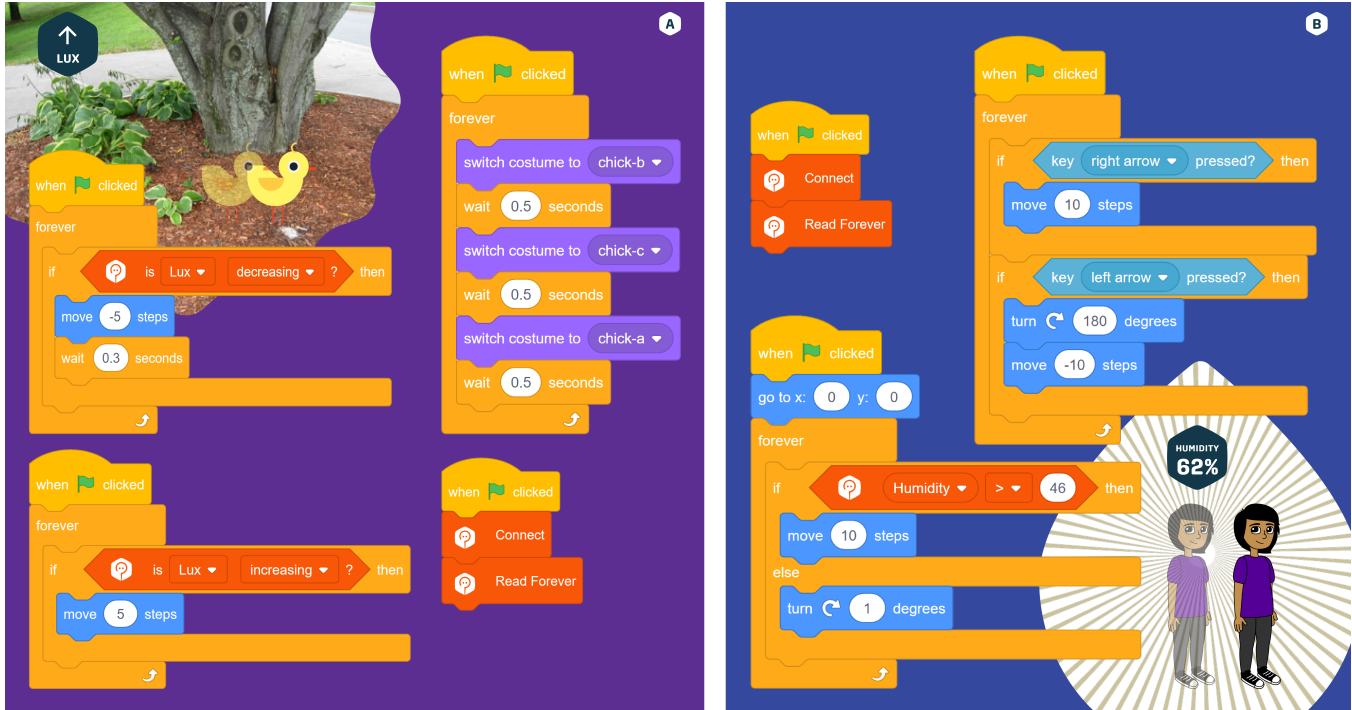 LUX
A
when clicked
forever
if is Lux decreasing ? then
move -5 steps
wait 0.3 seconds
when clicked
forever
if is Lux increasing ? then
move 5 steps
when clicked
forever
switch costume to chick-b
wait 0.5 seconds
switch costume to chick-c
wait 0.5 seconds
switch costume to chick-a
wait 0.5 seconds
when clicked
Connect
Read Forever
B
when clicked
Connect
Read Forever
when clicked
go to x: 0 y: 0
forever
if Humidity > 46 then
move 10 steps
else
turn 1 degrees
when clicked
forever
if key right arrow pressed? then
move 10 steps
if key left arrow pressed? then
turn 180 degrees
move -10 steps
HUMIDITY
62%